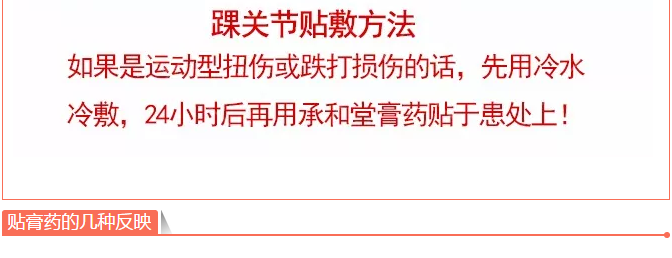 踝关节贴敷方法
如果是运动型扭伤或跌打损伤的话，先用冷水
冷敷，24小时后再用承和堂膏药贴于患处上！
贴膏药的几种反映